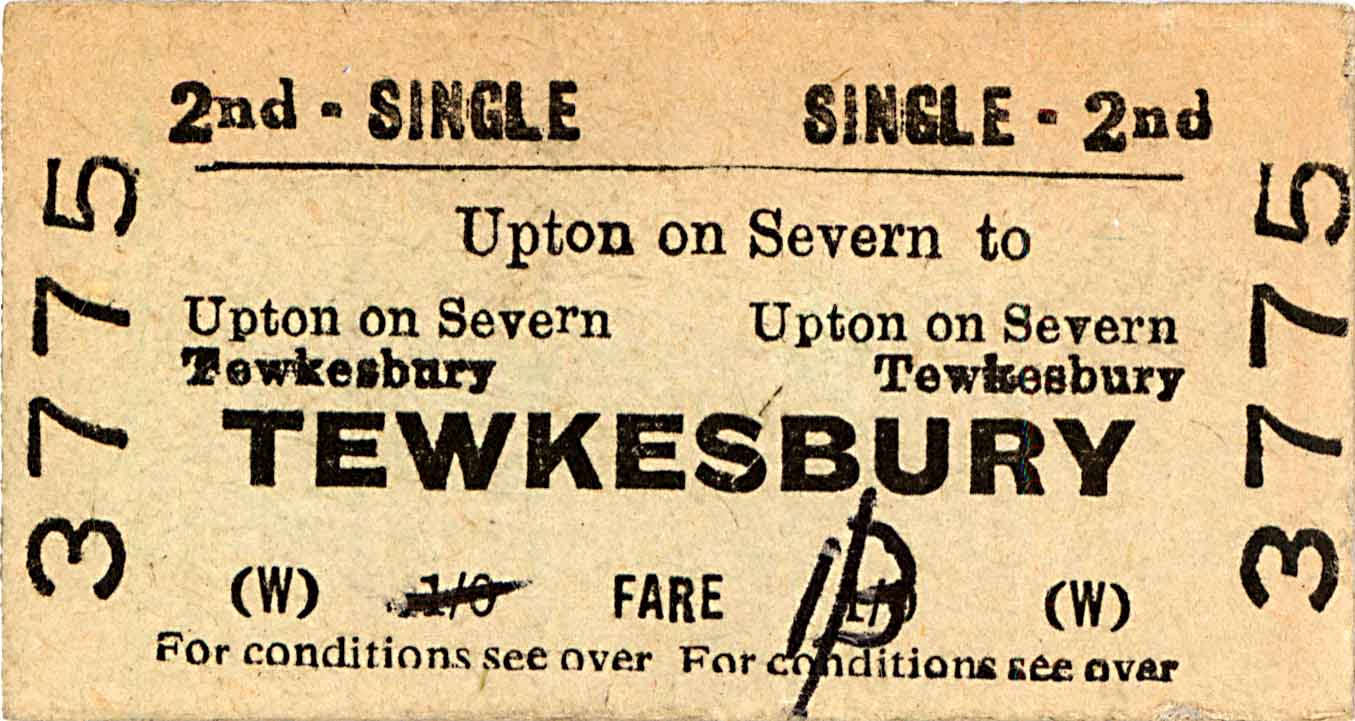 2nd - SINGLE SINGLE - 2nd
Upton on Severn to
Upton on Severn Upton on Severn
Tewkesbury Tewkesbury
TEWKESBURY
(W) 1/0 FARE (W)
For conditions see over For conditions see over
3775
3775